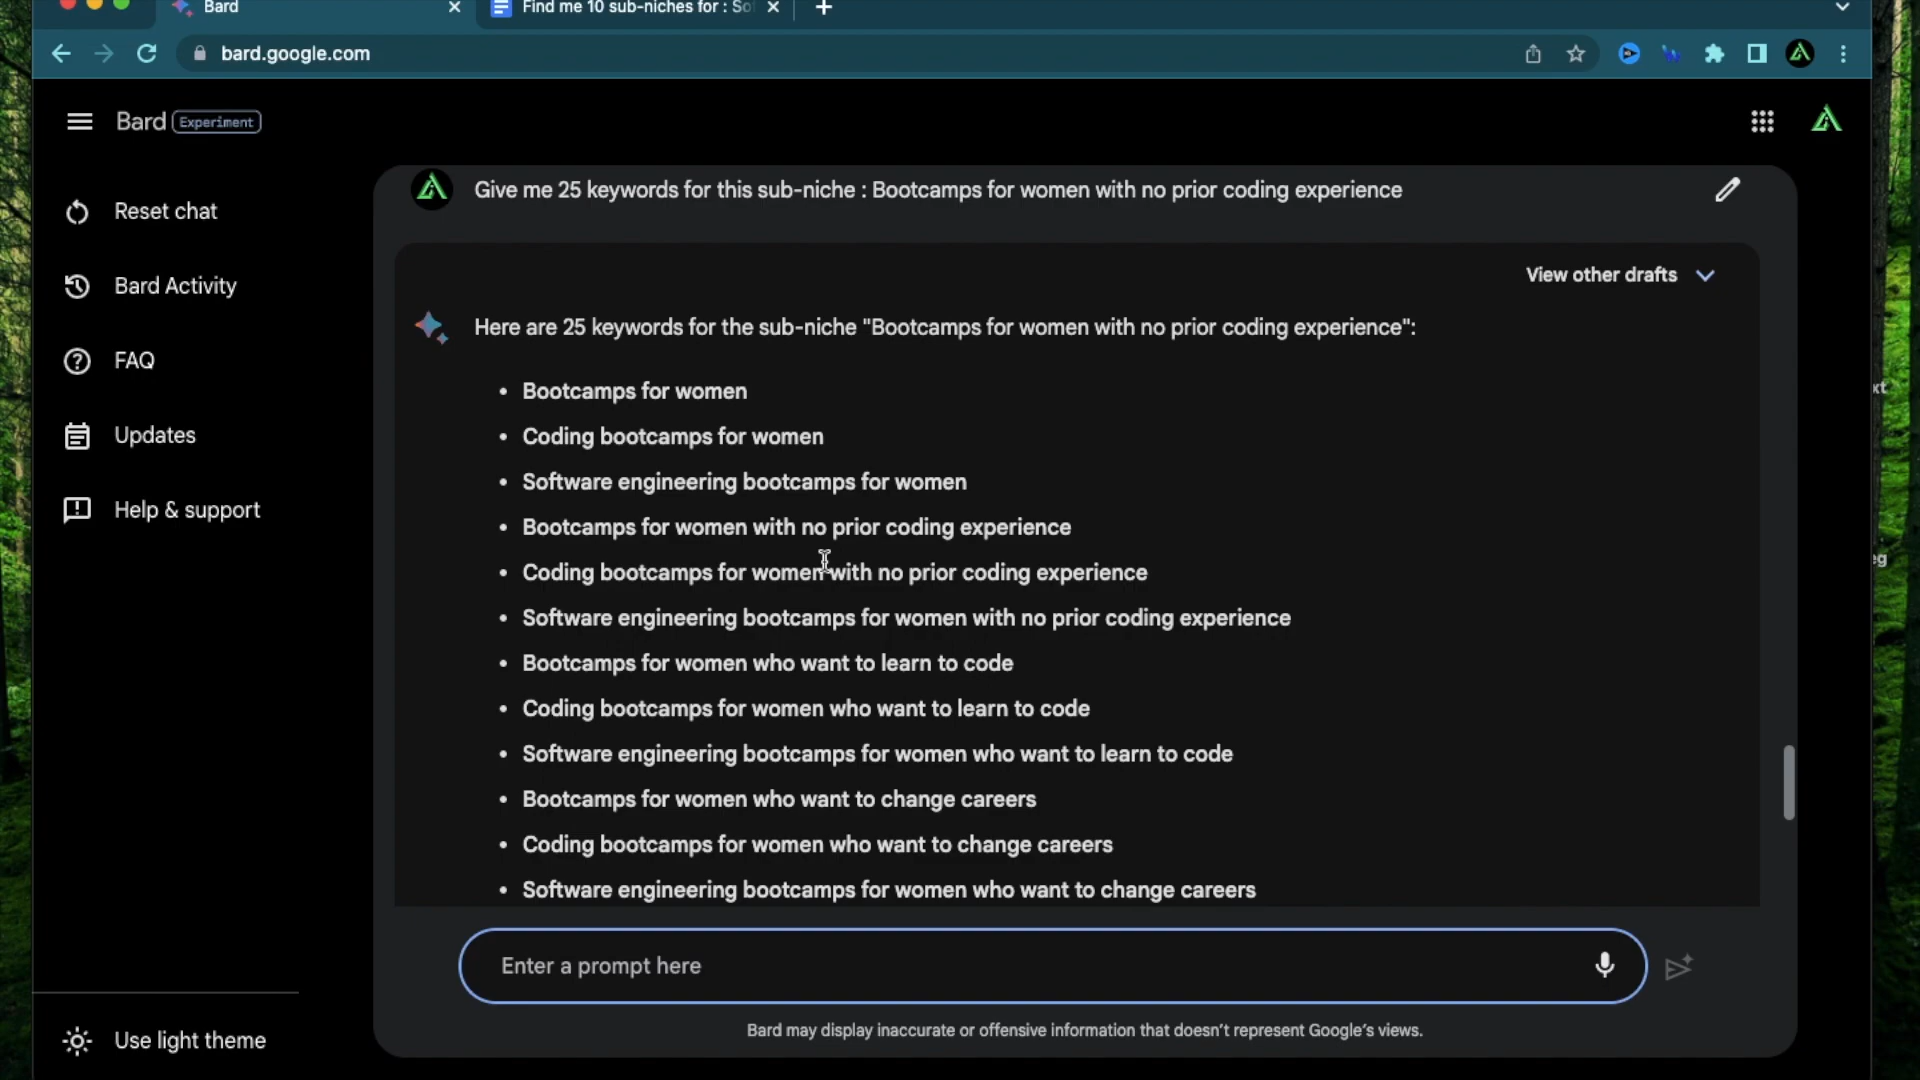 Bard
Find me 10 sub-niches for : So
bard.google.com
Bard Experiment
Reset chat
Bard Activity
FAQ
Updates
Help & support
Use light theme
Give me 25 keywords for this sub-niche : Bootcamps for women with no prior coding experience
View other drafts
Here are 25 keywords for the sub-niche "Bootcamps for women with no prior coding experience":
• Bootcamps for women
• Coding bootcamps for women
• Software engineering bootcamps for women
• Bootcamps for women with no prior coding experience
• Coding bootcamps for women with no prior coding experience
• Software engineering bootcamps for women with no prior coding experience
• Bootcamps for women who want to learn to code
• Coding bootcamps for women who want to learn to code
• Software engineering bootcamps for women who want to learn to code
• Bootcamps for women who want to change careers
• Coding bootcamps for women who want to change careers
• Software engineering bootcamps for women who want to change careers
Enter a prompt here
Bard may display inaccurate or offensive information that doesn't represent Google's views.